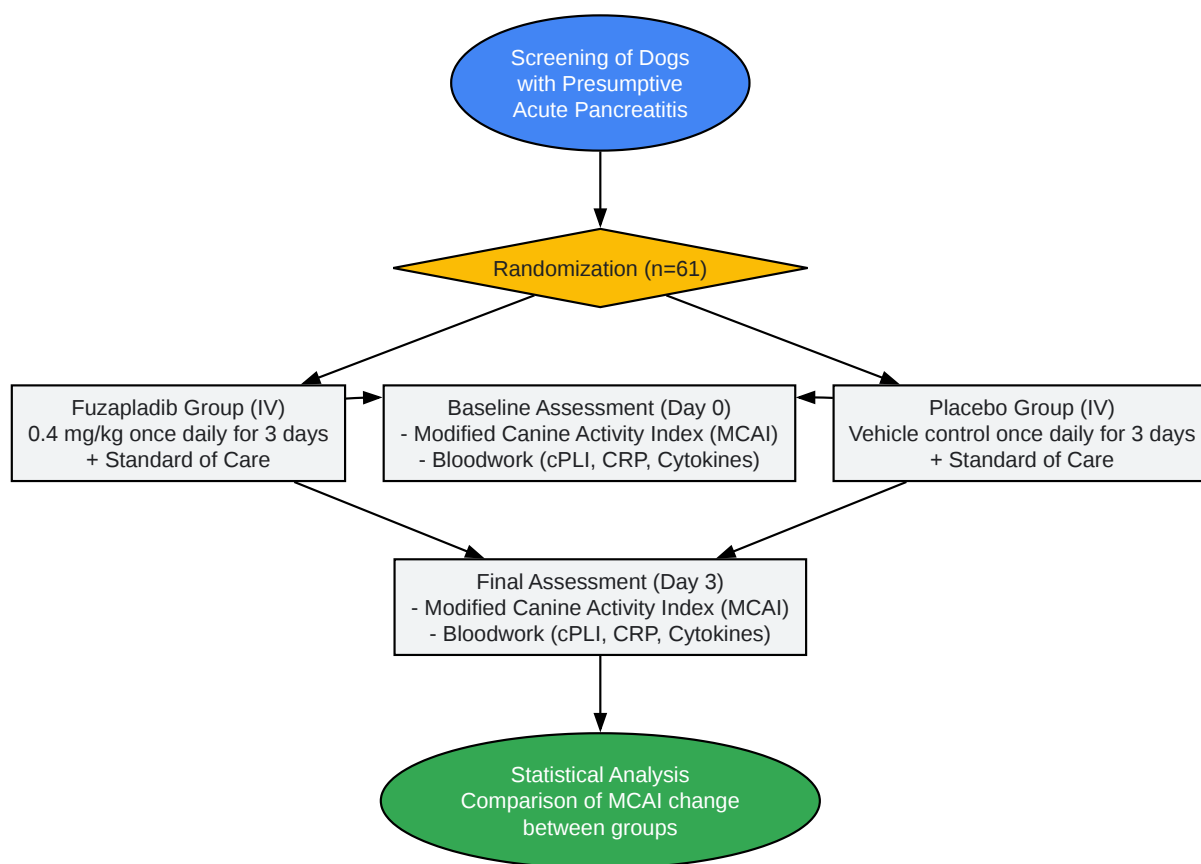 Screening of Dogs
with Presumptive
Acute Pancreatitis
Randomization (n=61)
Fuzapladib Group (IV)
0.4 mg/kg once daily for 3 days
+ Standard of Care
Baseline Assessment (Day 0)
- Modified Canine Activity Index (MCAI)
- Bloodwork (cPLI, CRP, Cytokines)
Placebo Group (IV)
Vehicle control once daily for 3 days
+ Standard of Care
Final Assessment (Day 3)
- Modified Canine Activity Index (MCAI)
- Bloodwork (cPLI, CRP, Cytokines)
Statistical Analysis
Comparison of MCAI change
between groups